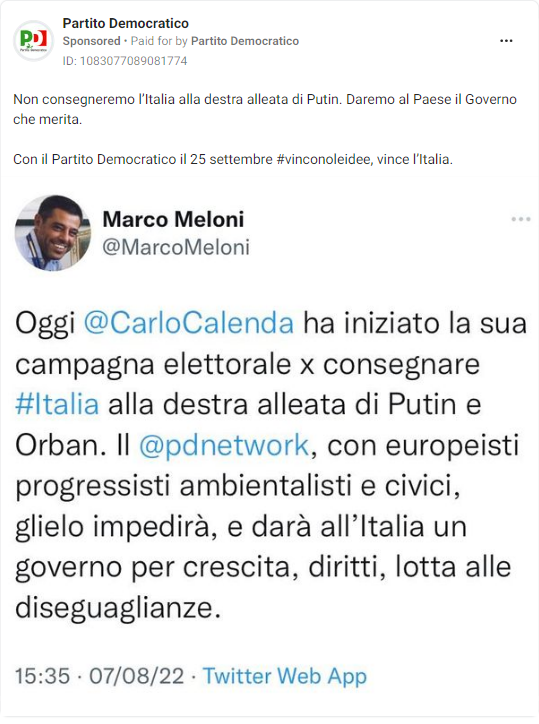 Partito Democratico
Sponsored • Paid for by Partito Democratico
ID: 1083077089081774
Non consegneremo l'Italia alla destra alleata di Putin. Daremo al Paese il Governo
che merita.
Con il Partito Democratico il 25 settembre #vinconoleidee, vince l'Italia.
PD
Partito Democratico
Marco Meloni
@MarcoMeloni
Oggi @CarloCalenda ha iniziato la sua
campagna elettorale x consegnare
#Italia alla destra alleata di Putin e
Orban. Il @pdnetwork, con europeisti
progressisti ambientalisti e civici,
glielo impedirà, e darà all’Italia un
governo per crescita, diritti, lotta alle
diseguaglianze.
15:35 · 07/08/22 · Twitter Web App